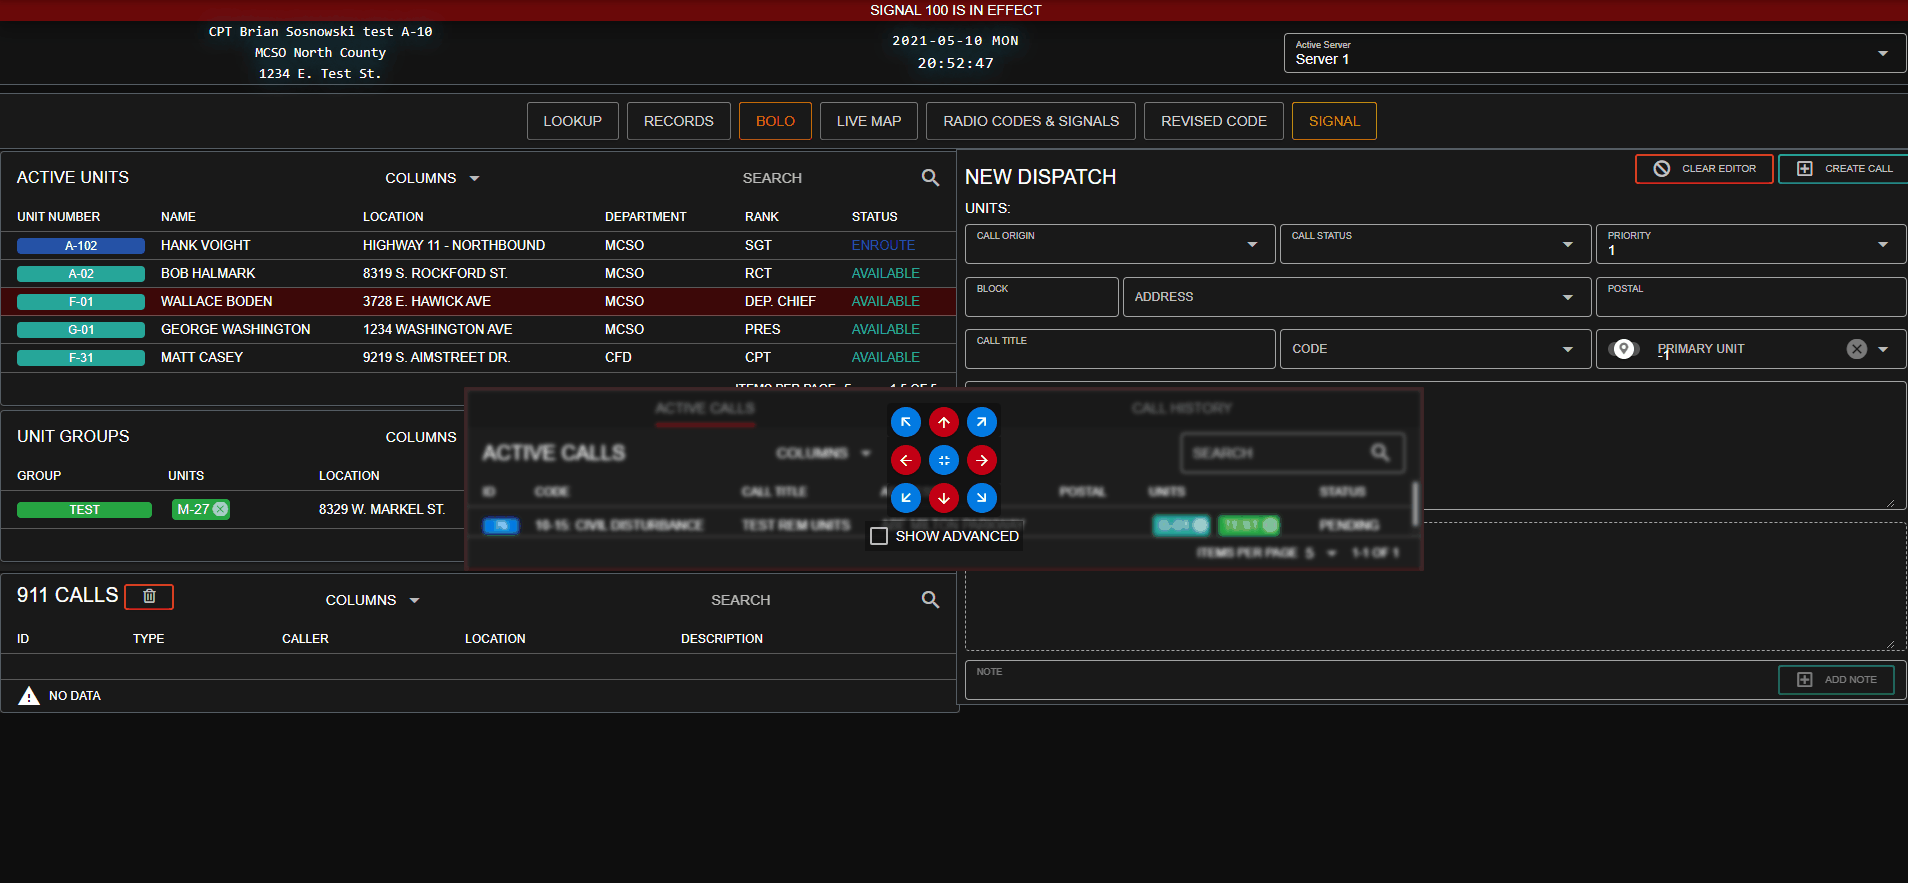 SIGNAL 100 IS IN EFFECT
CPT Brian Sosnowski test A-10
MCSO North County
1234 E. Test St.
2021-05-10 MON
20:52:47
Active Server
Server 1
LOOKUP RECORDS BOLO LIVE MAP RADIO CODES & SIGNALS REVISED CODE SIGNAL
ACTIVE UNITS COLUMNS SEARCH
UNIT NUMBER NAME LOCATION DEPARTMENT RANK STATUS
A-102 HANK VOIGHT HIGHWAY 11 - NORTHBOUND MCSO SGT ENROUTE
A-02 BOB HALMARK 8319 S. ROCKFORD ST. MCSO RCT AVAILABLE
F-01 WALLACE BODEN 3728 E. HAWICK AVE MCSO DEP. CHIEF AVAILABLE
G-01 GEORGE WASHINGTON 1234 WASHINGTON AVE MCSO PRES AVAILABLE
F-31 MATT CASEY 9219 S. AIMSTREET DR. CFD CPT AVAILABLE
ITEMS PER PAGE 5 1-5 OF 5
UNIT GROUPS COLUMNS
GROUP UNITS LOCATION
TEST M-27 8329 W. MARKEL ST.
911 CALLS COLUMNS SEARCH
ID TYPE CALLER LOCATION DESCRIPTION
NO DATA
NEW DISPATCH CLEAR EDITOR CREATE CALL
UNITS:
CALL ORIGIN CALL STATUS PRIORITY
1
BLOCK ADDRESS POSTAL
CALL TITLE CODE PRIMARY UNIT
-1
ACTIVE CALLS CALL HISTORY
ACTIVE CALLS COLUMNS SEARCH
ID CODE CALL TITLE POSTAL UNITS STATUS
10-15: CIVIL DISTURBANCE TEST REM UNITS PENDING
SHOW ADVANCED
ITEMS PER PAGE 5 1-1 OF 1
NOTE ADD NOTE